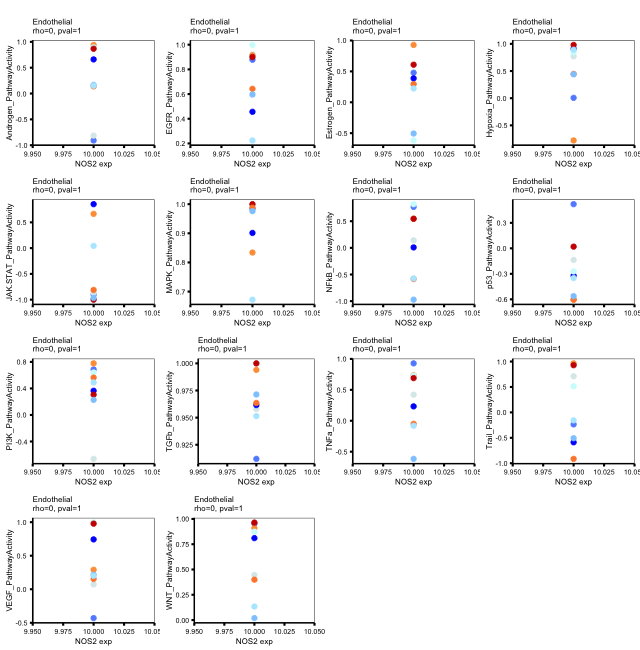 Endothelial
rho=0, pval=1
Androgen_PathwayActivity
1.0
0.5
0.0
-0.5
-1.0
9.950 9.975 10.000 10.025 10.05
NOS2 exp
Endothelial
rho=0, pval=1
EGFR_PathwayActivity
1.0
0.8
0.6
0.4
0.2
9.950 9.975 10.000 10.025 10.05
NOS2 exp
Endothelial
rho=0, pval=1
Estrogen_PathwayActivity
1.0
0.5
0.0
-0.5
9.950 9.975 10.000 10.025 10.05
NOS2 exp
Endothelial
rho=0, pval=1
Hypoxia_PathwayActivity
1.0
0.5
0.0
-0.5
9.950 9.975 10.000 10.025 10.05
NOS2 exp
Endothelial
rho=0, pval=1
JAK.STAT_PathwayActivity
0.5
0.0
-0.5
-1.0
9.950 9.975 10.000 10.025 10.05
NOS2 exp
Endothelial
rho=0, pval=1
MAPK_PathwayActivity
1.0
0.9
0.8
0.7
9.950 9.975 10.000 10.025 10.05
NOS2 exp
Endothelial
rho=0, pval=1
NFkB_PathwayActivity
0.5
0.0
-0.5
-1.0
9.950 9.975 10.000 10.025 10.05
NOS2 exp
Endothelial
rho=0, pval=1
p53_PathwayActivity
0.3
0.0
-0.3
-0.6
9.950 9.975 10.000 10.025 10.05
NOS2 exp
Endothelial
rho=0, pval=1
PI3K_PathwayActivity
0.8
0.4
0.0
-0.4
9.950 9.975 10.000 10.025 10.05
NOS2 exp
Endothelial
rho=0, pval=1
TGFb_PathwayActivity
1.000
0.975
0.950
0.925
9.950 9.975 10.000 10.025 10.05
NOS2 exp
Endothelial
rho=0, pval=1
TNFa_PathwayActivity
1.0
0.5
0.0
-0.5
9.950 9.975 10.000 10.025 10.05
NOS2 exp
Endothelial
rho=0, pval=1
Trail_PathwayActivity
1.0
0.5
0.0
-0.5
-1.0
9.950 9.975 10.000 10.025 10.05
NOS2 exp
Endothelial
rho=0, pval=1
VEGF_PathwayActivity
1.0
0.5
0.0
-0.5
9.950 9.975 10.000 10.025 10.05
NOS2 exp
Endothelial
rho=0, pval=1
WNT_PathwayActivity
1.00
0.75
0.50
0.25
0.00
9.950 9.975 10.000 10.025 10.050
NOS2 exp